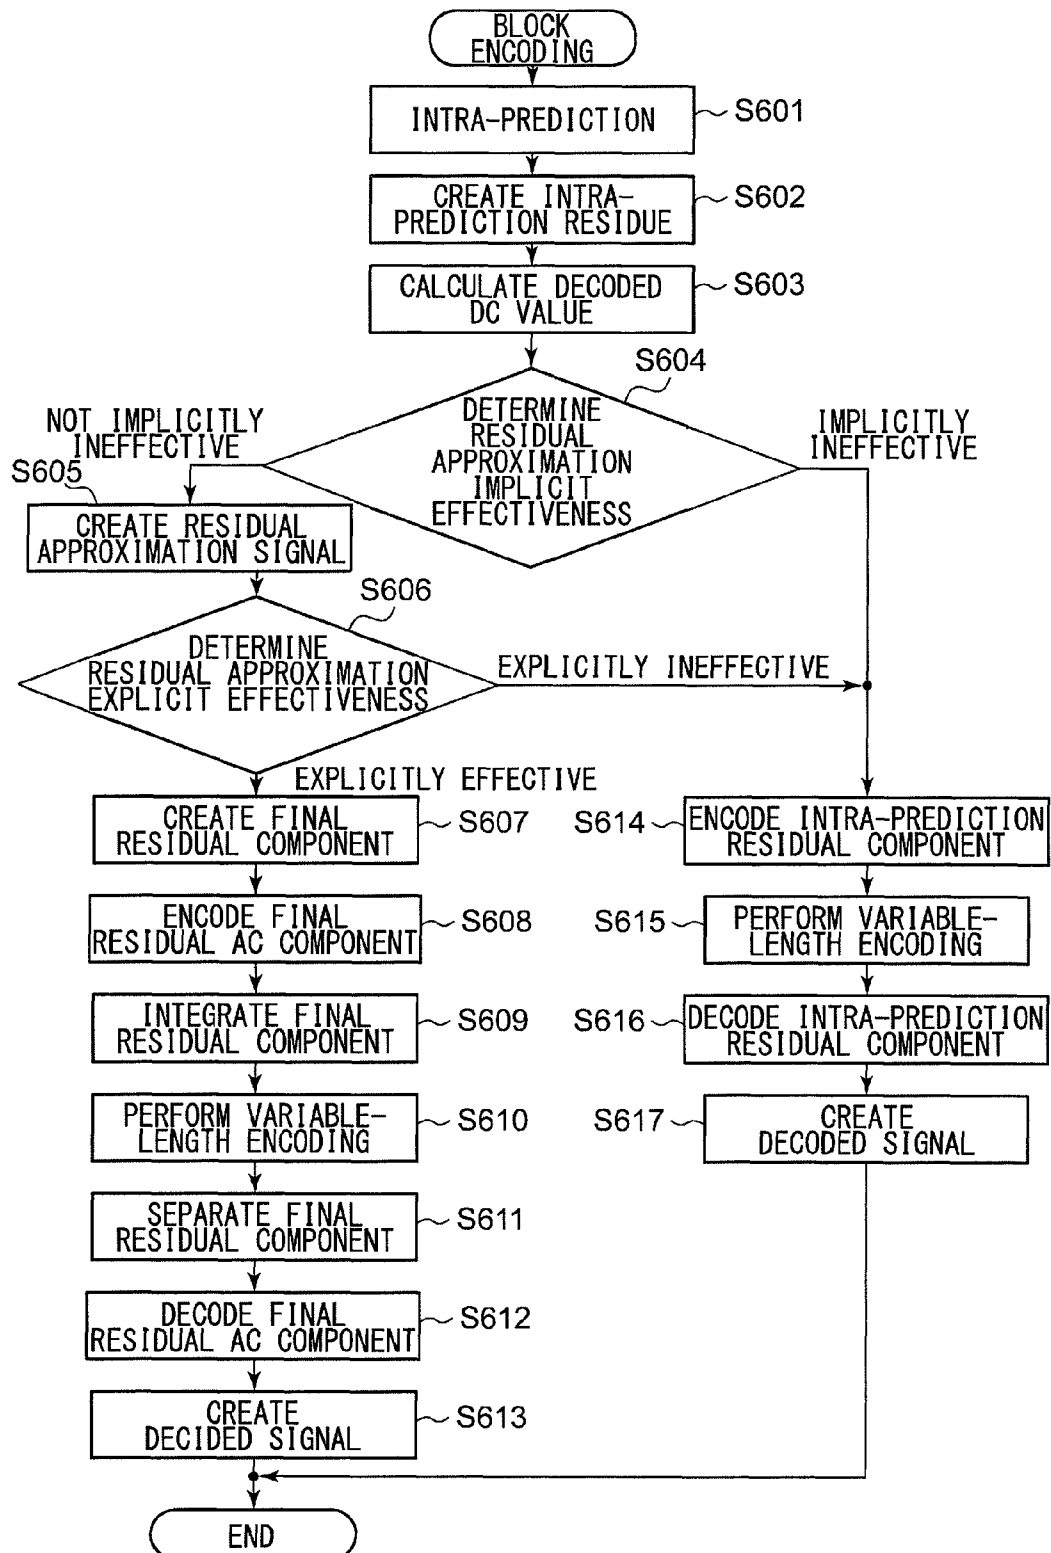 BLOCK
ENCODING
INTRA-PREDICTION
S601
CREATE INTRA-
PREDICTION RESIDUE
S602
CALCULATE DECODED
DC VALUE
S603
S604
DETERMINE
RESIDUAL
APPROXIMATION
IMPLICIT
EFFECTIVENESS
NOT IMPLICITLY
INEFFECTIVE
IMPLICITLY
INEFFECTIVE
S605
CREATE RESIDUAL
APPROXIMATION SIGNAL
S606
DETERMINE
RESIDUAL APPROXIMATION
EXPLICIT EFFECTIVENESS
EXPLICITLY INEFFECTIVE
EXPLICITLY EFFECTIVE
CREATE FINAL
RESIDUAL COMPONENT
S607
ENCODE FINAL
RESIDUAL AC COMPONENT
S608
INTEGRATE FINAL
RESIDUAL COMPONENT
S609
PERFORM VARIABLE-
LENGTH ENCODING
S610
SEPARATE FINAL
RESIDUAL COMPONENT
S611
DECODE FINAL
RESIDUAL AC COMPONENT
S612
CREATE
DECIDED SIGNAL
S613
S614
ENCODE INTRA-PREDICTION
RESIDUAL COMPONENT
S615
PERFORM VARIABLE-
LENGTH ENCODING
S616
DECODE INTRA-PREDICTION
RESIDUAL COMPONENT
S617
CREATE
DECODED SIGNAL
END